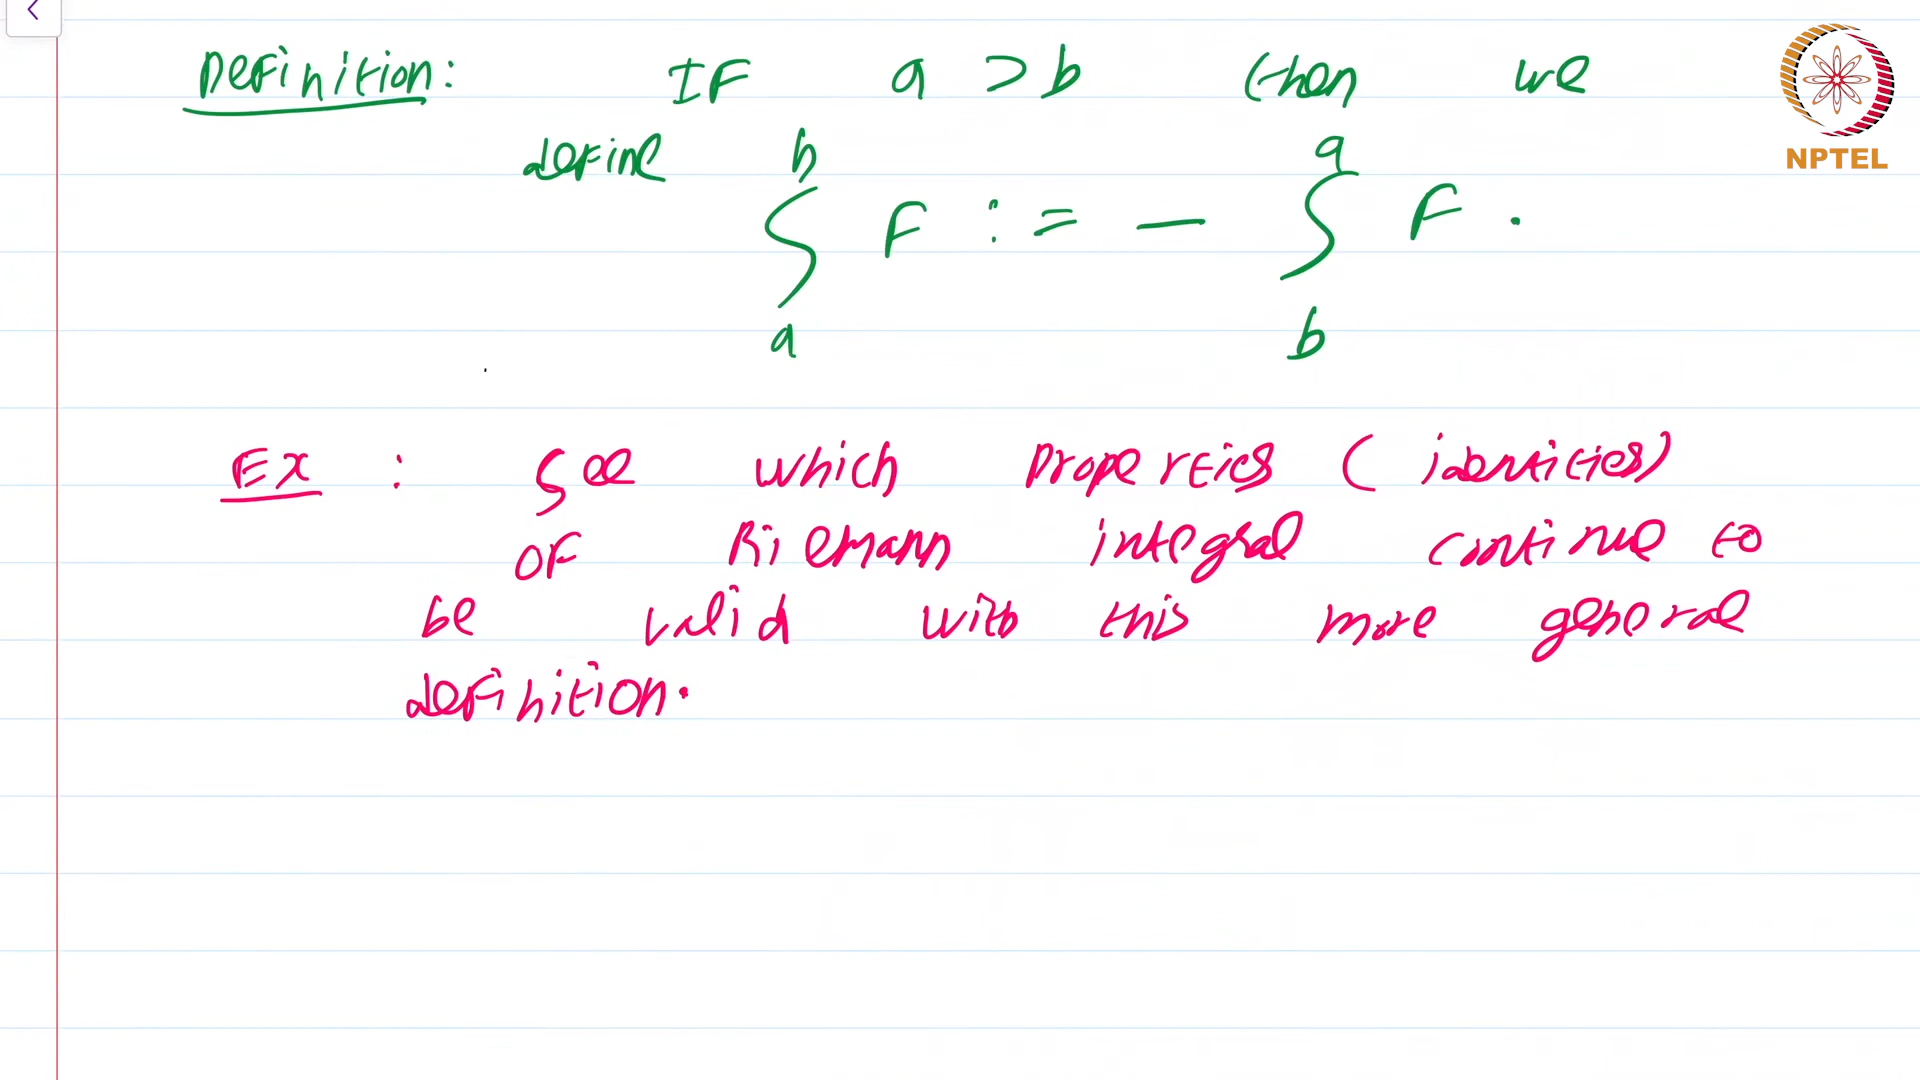 Definition: IF a > b then we
define
∫_a^b F := - ∫_b^a F .
Ex : See which Properties ( identities)
OF Riemann integral continue to
be valid with this more general
definition.
NPTEL